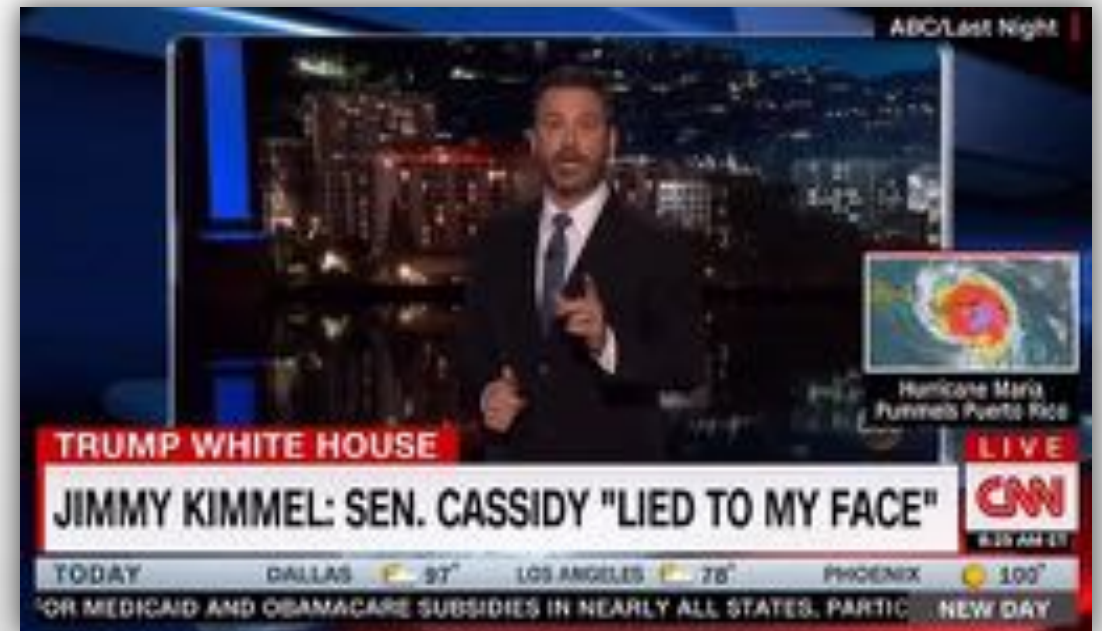 ABC/Last Night
Hurricane Maria
Pummels Puerto Rico
TRUMP WHITE HOUSE
LIVE
JIMMY KIMMEL: SEN. CASSIDY "LIED TO MY FACE"
CNN
AM ET
TODAY DALLAS 97° LOS ANGELES 78° PHOENIX 100°
OR MEDICAID AND OBAMACARE SUBSIDIES IN NEARLY ALL STATES. PARTIC NEW DAY